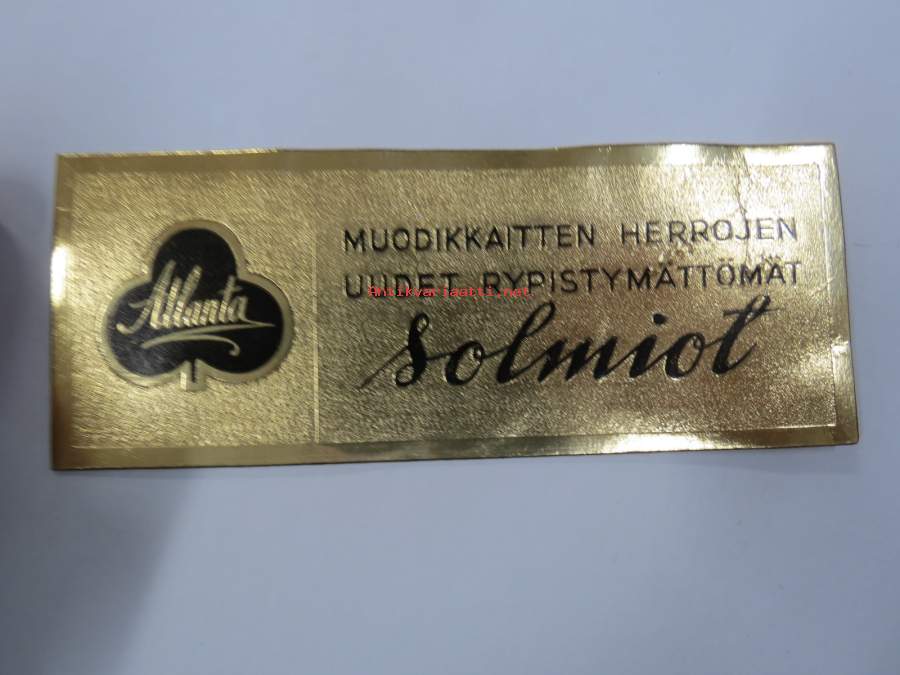 Atlanta
MUODIKKAITTEN HERROJEN
UUDET RYPISTYMÄTTÖMÄT
Antikvariaatti.net
solmiot